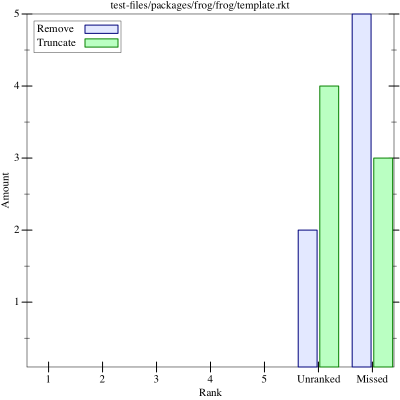 test-files/packages/frog/frog/template.rkt
Remove
Truncate
5
4
3
2
1
Amount
1 2 3 4 5 Unranked Missed
Rank